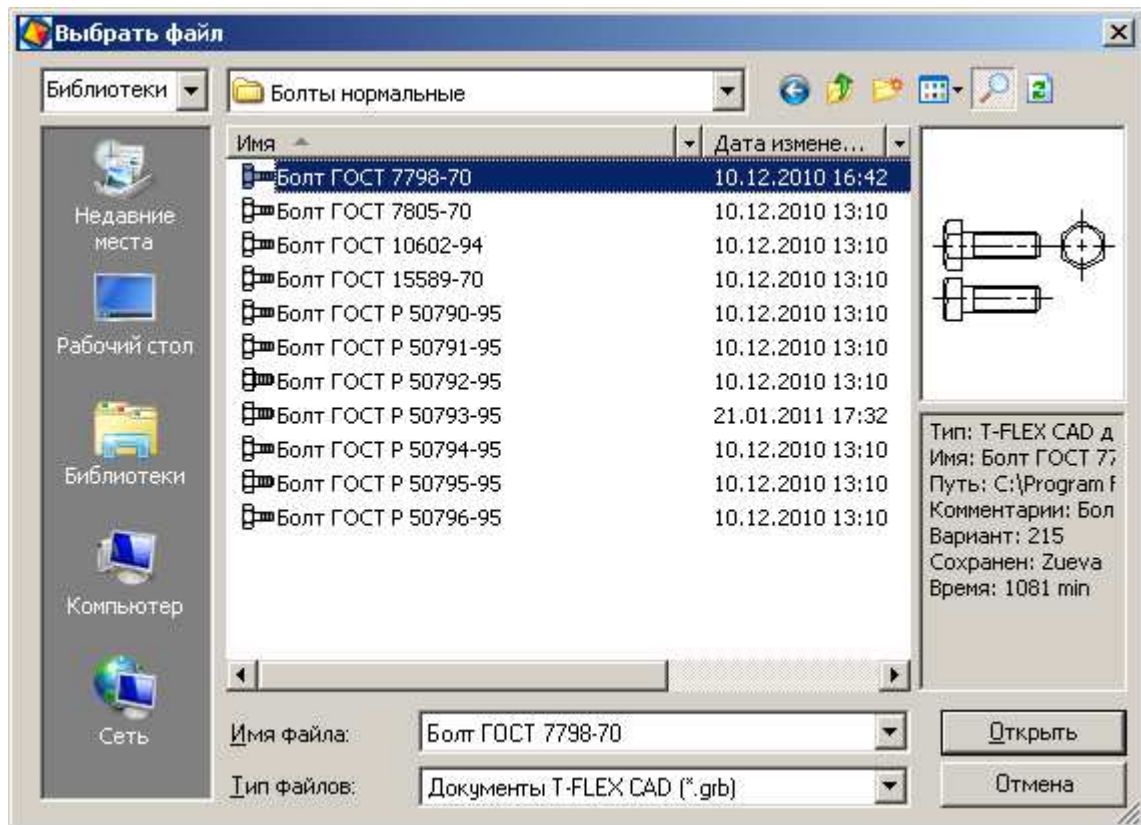 Выбрать файл
Библиотеки
Болты нормальные
Имя Дата измене...
Болт ГОСТ 7798-70 10.12.2010 16:42
Болт ГОСТ 7805-70 10.12.2010 13:10
Болт ГОСТ 10602-94 10.12.2010 13:10
Болт ГОСТ 15589-70 10.12.2010 13:10
Болт ГОСТ Р 50790-95 10.12.2010 13:10
Болт ГОСТ Р 50791-95 10.12.2010 13:10
Болт ГОСТ Р 50792-95 10.12.2010 13:10
Болт ГОСТ Р 50793-95 21.01.2011 17:32
Болт ГОСТ Р 50794-95 10.12.2010 13:10
Болт ГОСТ Р 50795-95 10.12.2010 13:10
Болт ГОСТ Р 50796-95 10.12.2010 13:10
Недавние
места
Рабочий стол
Библиотеки
Компьютер
Сеть
Тип: T-FLEX CAD д
Имя: Болт ГОСТ 77
Путь: C:\Program F
Комментарии: Бол
Вариант: 215
Сохранен: Zueva
Время: 1081 min
Имя файла: Болт ГОСТ 7798-70
Открыть
Тип файлов: Документы T-FLEX CAD (*.grb)
Отмена